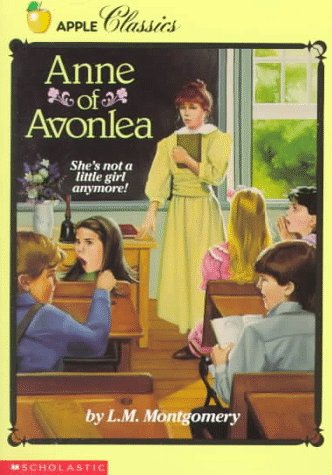 APPLE Classics
Anne
of
Avonlea
She's not a
little girl
anymore!
by L.M. Montgomery
SCHOLASTIC